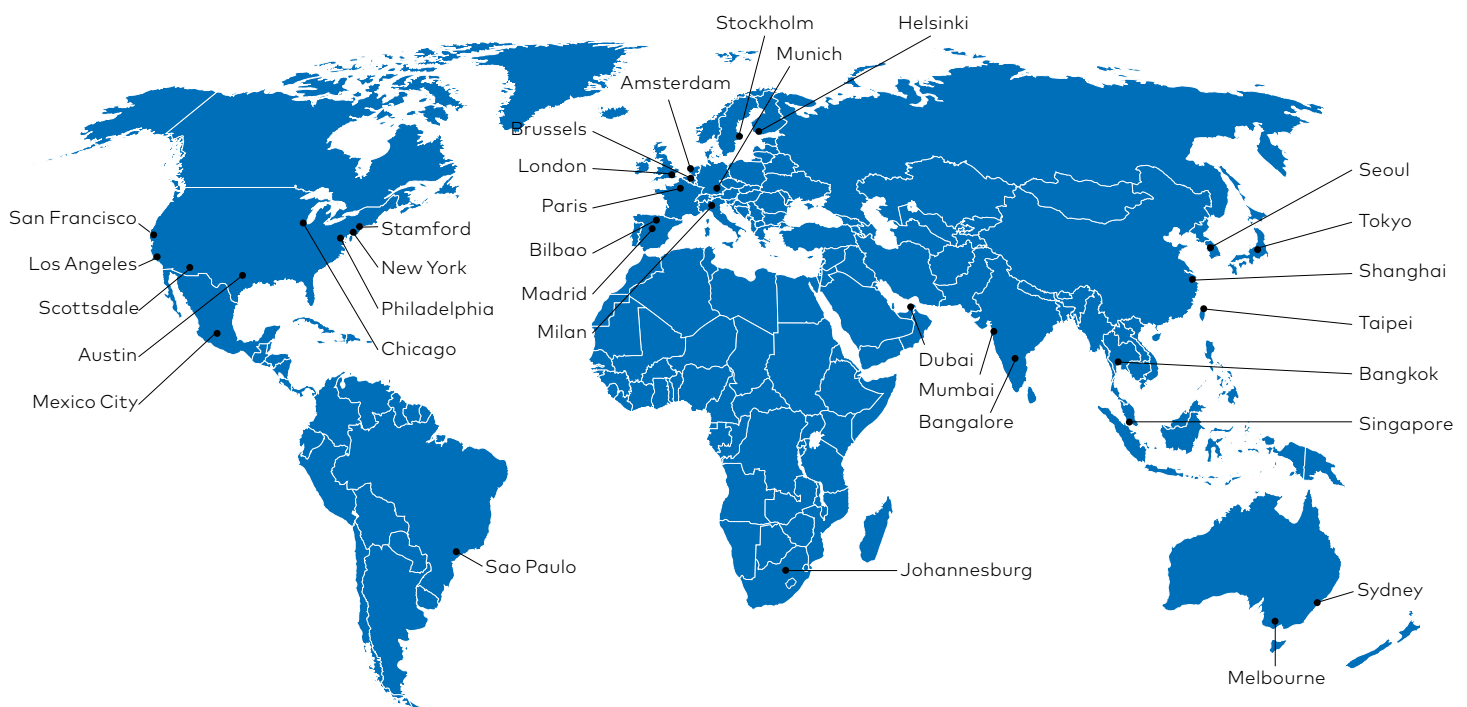 Stockholm
Helsinki
Munich
Amsterdam
Brussels
London
Paris
Bilbao
Madrid
Milan
San Francisco
Los Angeles
Scottsdale
Austin
Mexico City
Stamford
New York
Philadelphia
Chicago
Sao Paulo
Dubai
Mumbai
Bangalore
Johannesburg
Seoul
Tokyo
Shanghai
Taipei
Bangkok
Singapore
Sydney
Melbourne